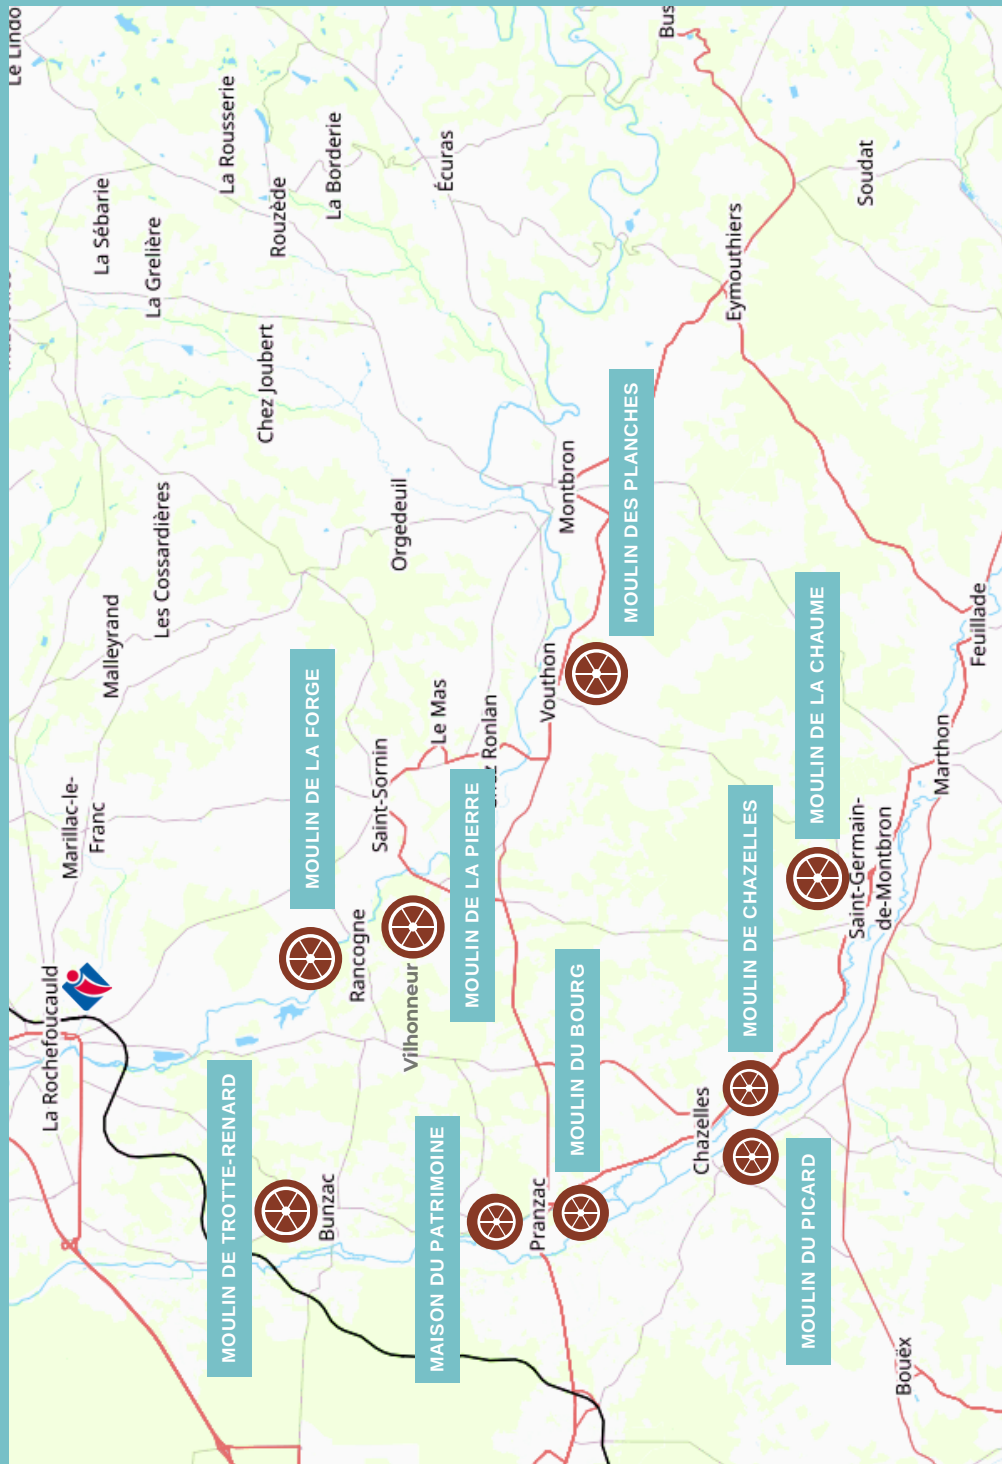 Le Lindo
La Rochefoucauld
Marillac-le-
Franc
La Sébarie
Malleyrand
La Grelière
Les Cossardières
La Rousserie
MOULIN DE TROTTE-RENARD
Chez Joubert
Rouzède
MOULIN DE LA FORGE
Bunzac
La Borderie
Rancogne
Saint-Sornin
Orgedeuil
Vilhonneur
MAISON DU PATRIMOINE
Le Mas
Écuras
MOULIN DE LA PIERRE
Ronlan
Pranzac
Vouthon
Montbron
MOULIN DU BOURG
MOULIN DES PLANCHES
Bus
Chazelles
Eymouthiers
MOULIN DE CHAZELLES
MOULIN DU PICARD
MOULIN DE LA CHAUME
Saint-Germain-
de-Montbron
Soudat
Bouëx
Marthon
Feuillade